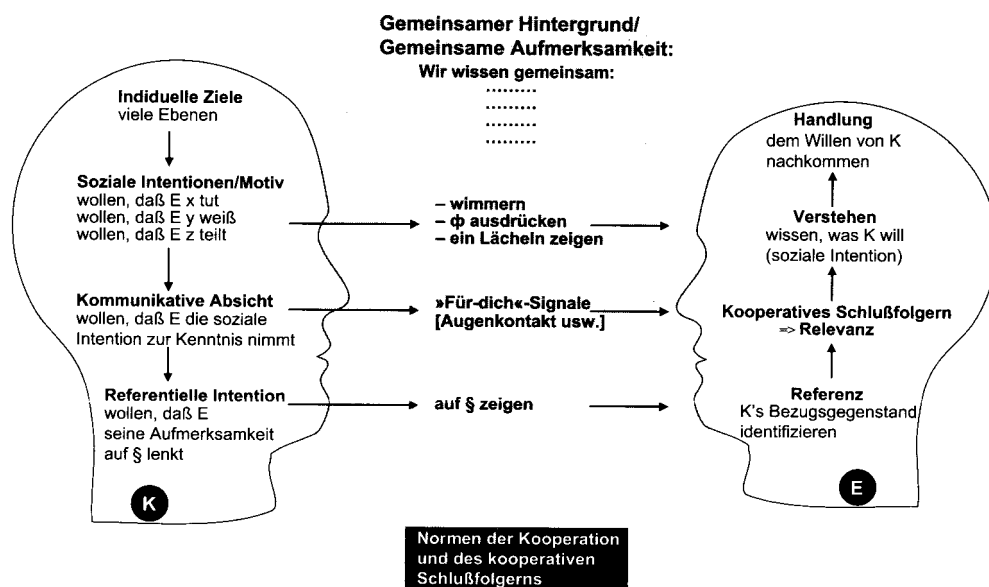 Gemeinsamer Hintergrund/
Gemeinsame Aufmerksamkeit:
Wir wissen gemeinsam:
.........
.........
.........
.........
Indiduelle Ziele
viele Ebenen
Soziale Intentionen/Motiv
wollen, daß E x tut
wollen, daß E y weiß
wollen, daß E z teilt
Kommunikative Absicht
wollen, daß E die soziale
Intention zur Kenntnis nimmt
Referentielle Intention
wollen, daß E
seine Aufmerksamkeit
auf § lenkt
K
– wimmern
– ф ausdrücken
– ein Lächeln zeigen
»Für-dich«-Signale
[Augenkontakt usw.]
auf § zeigen
Handlung
dem Willen von K
nachkommen
Verstehen
wissen, was K will
(soziale Intention)
Kooperatives Schlußfolgern
=> Relevanz
Referenz
K's Bezugsgegenstand
identifizieren
E
Normen der Kooperation
und des kooperativen
Schlußfolgerns